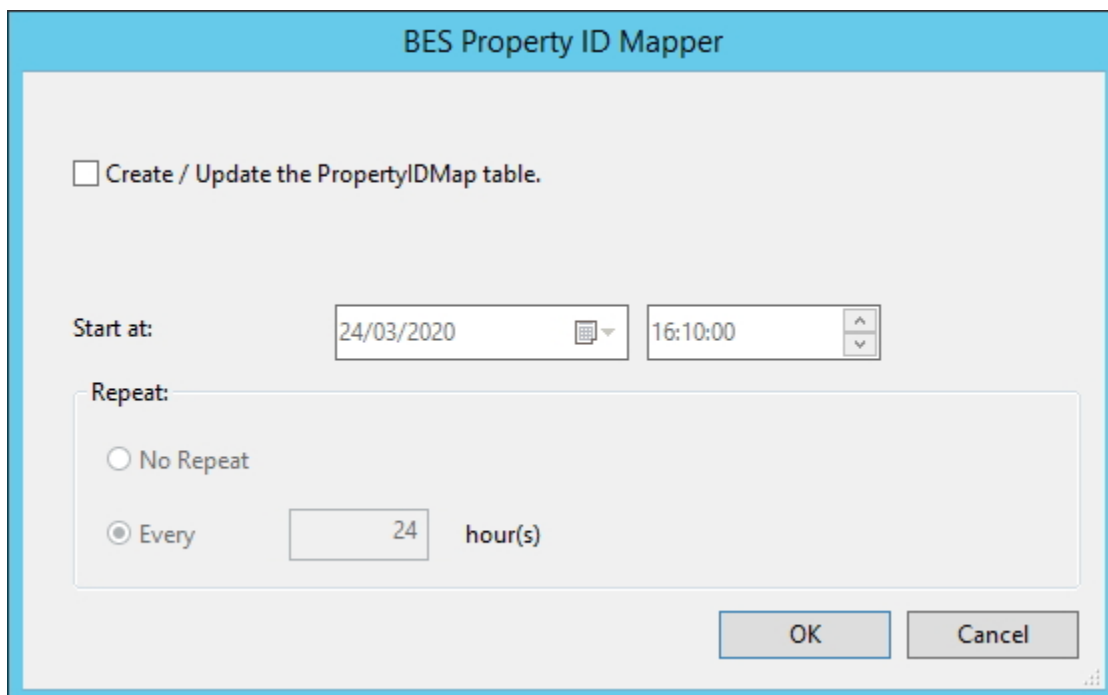 BES Property ID Mapper
Create / Update the PropertyIDMap table.
Start at: 24/03/2020 16:10:00
Repeat:
No Repeat
Every 24 hour(s)
OK Cancel